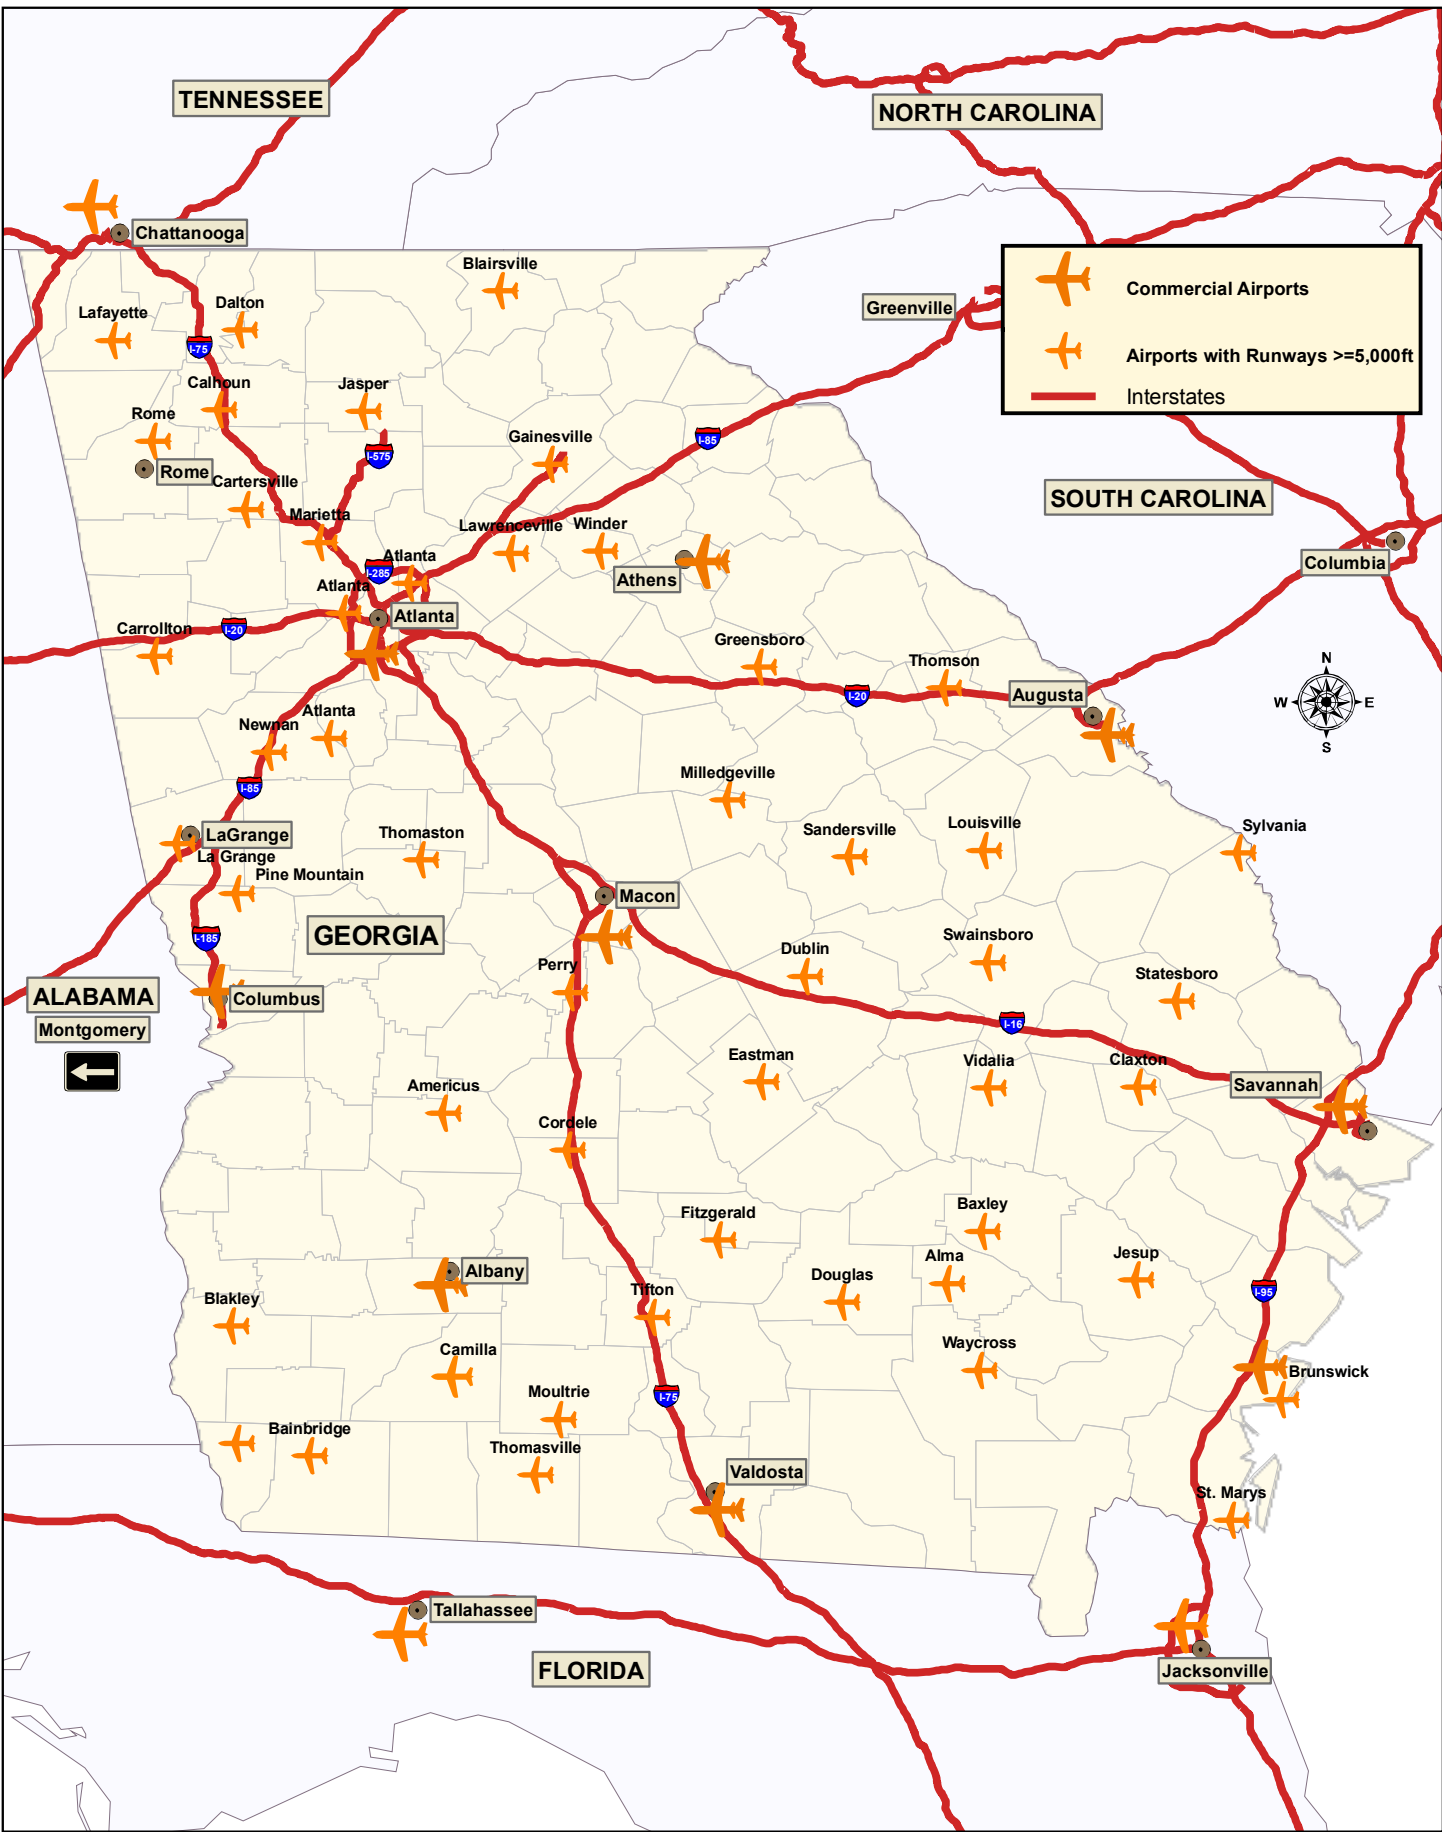 TENNESSEE
NORTH CAROLINA
Chattanooga
Blairsville
Commercial Airports
Lafayette
Dalton
Greenville
I-75
Airports with Runways >=5,000ft
Calhoun
Jasper
Interstates
Rome
Gainesville
I-85
I-575
Rome
Cartersville
SOUTH CAROLINA
Marietta
Lawrenceville
Winder
Atlanta
I-285
Columbia
Athens
Atlanta
Atlanta
Carrollton
I-20
Greensboro
Thomson
N
Augusta
I-20
W
E
S
Atlanta
Newnan
Milledgeville
I-85
Sylvania
LaGrange
Thomaston
Sandersville
Louisville
La Grange
Pine Mountain
Macon
GEORGIA
I-185
Dublin
Swainsboro
Perry
Statesboro
ALABAMA
Columbus
Montgomery
I-16
Eastman
Vidalia
Claxton
Americus
Savannah
Cordele
Fitzgerald
Baxley
Alma
Jesup
Albany
Douglas
Tifton
I-95
Blakley
Camilla
Waycross
Brunswick
Moultrie
I-75
Bainbridge
Thomasville
Valdosta
St. Marys
Tallahassee
FLORIDA
Jacksonville